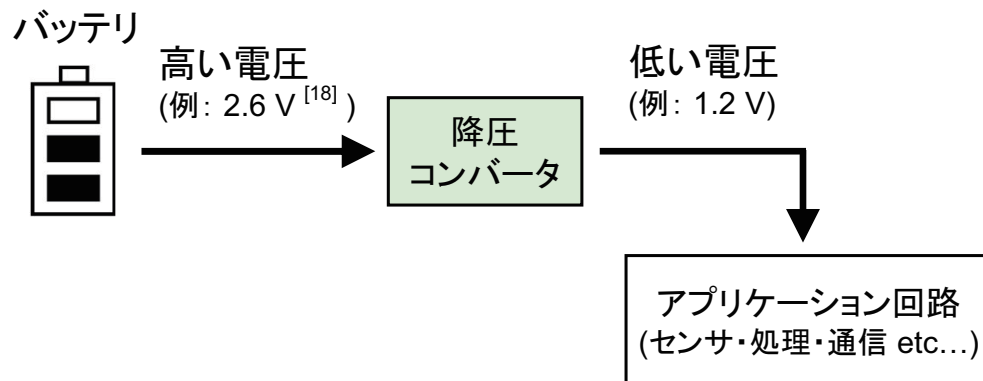 バッテリ
高い電圧
(例： 2.6 V [18] )
降圧
コンバータ
低い電圧
(例： 1.2 V)
アプリケーション回路
(センサ・処理・通信 etc…)